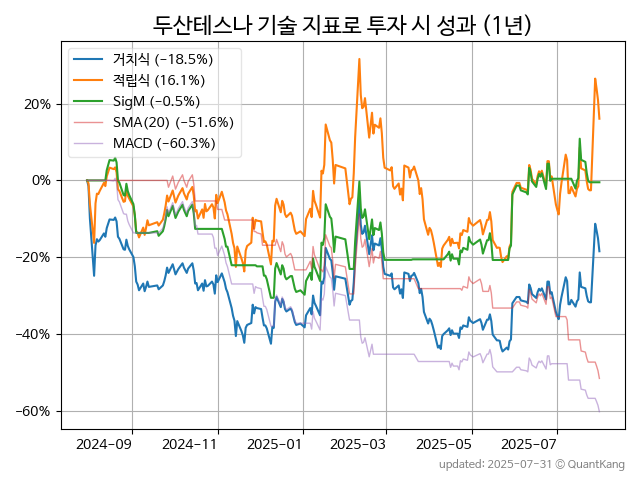 두산테스나 기술 지표로 투자 시 성과 (1년)
거치식 (−18.5%)
적립식 (16.1%)
SigM (−0.5%)
SMA(20) (−51.6%)
MACD (−60.3%)
20%
0%
−20%
−40%
−60%
2024-09 2024-11 2025-01 2025-03 2025-05 2025-07
updated: 2025-07-31 © QuantKang